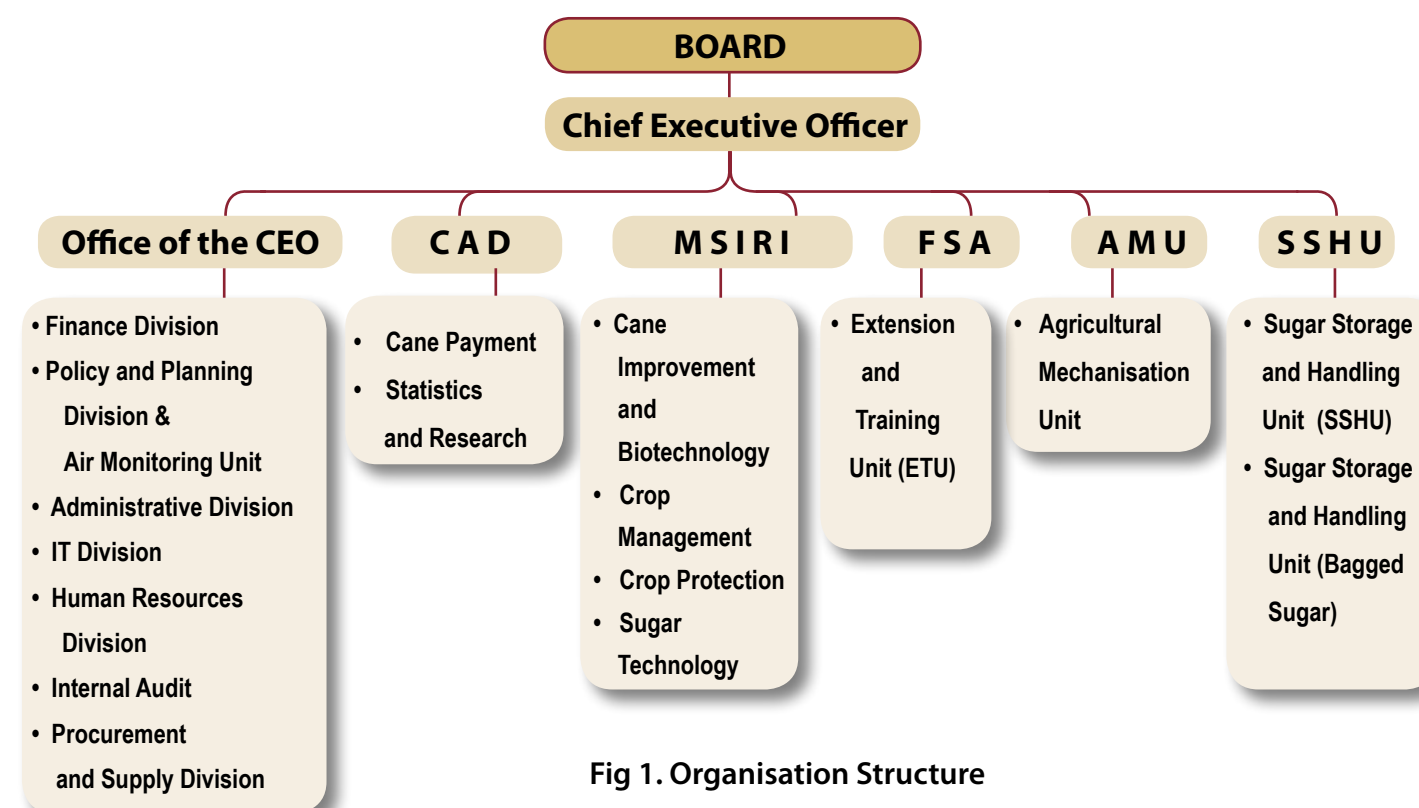 BOARD
Chief Executive Officer
Office of the CEO
• Finance Division
• Policy and Planning
Division &
Air Monitoring Unit
• Administrative Division
• IT Division
• Human Resources
Division
• Internal Audit
• Procurement
and Supply Division
C A D
• Cane Payment
• Statistics
and Research
M S I R I
• Cane
Improvement
and
Biotechnology
• Crop
Management
• Crop Protection
• Sugar
Technology
F S A
• Extension
and
Training
Unit (ETU)
A M U
• Agricultural
Mechanisation
Unit
S S H U
• Sugar Storage
and Handling
Unit (SSHU)
• Sugar Storage
and Handling
Unit (Bagged
Sugar)
Fig 1. Organisation Structure